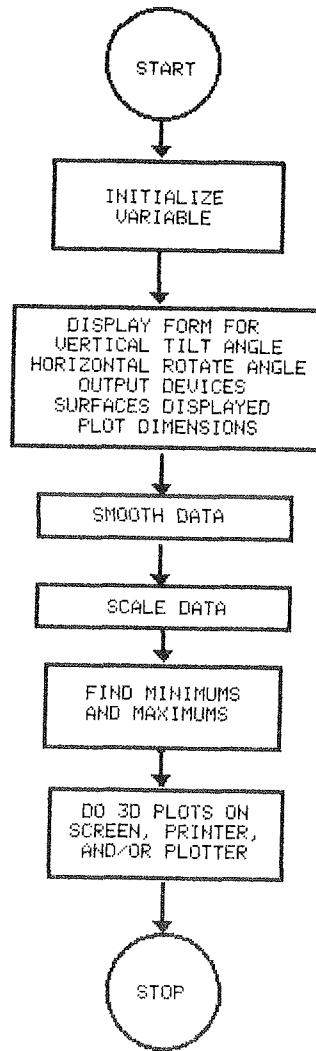 START
INITIALIZE
VARIABLE
DISPLAY FORM FOR
VERTICAL TILT ANGLE
HORIZONTAL ROTATE ANGLE
OUTPUT DEVICES
SURFACES DISPLAYED
PLOT DIMENSIONS
SMOOTH DATA
SCALE DATA
FIND MINIMUMS
AND MAXIMUMS
DO 3D PLOTS ON
SCREEN, PRINTER,
AND/OR PLOTTER
STOP